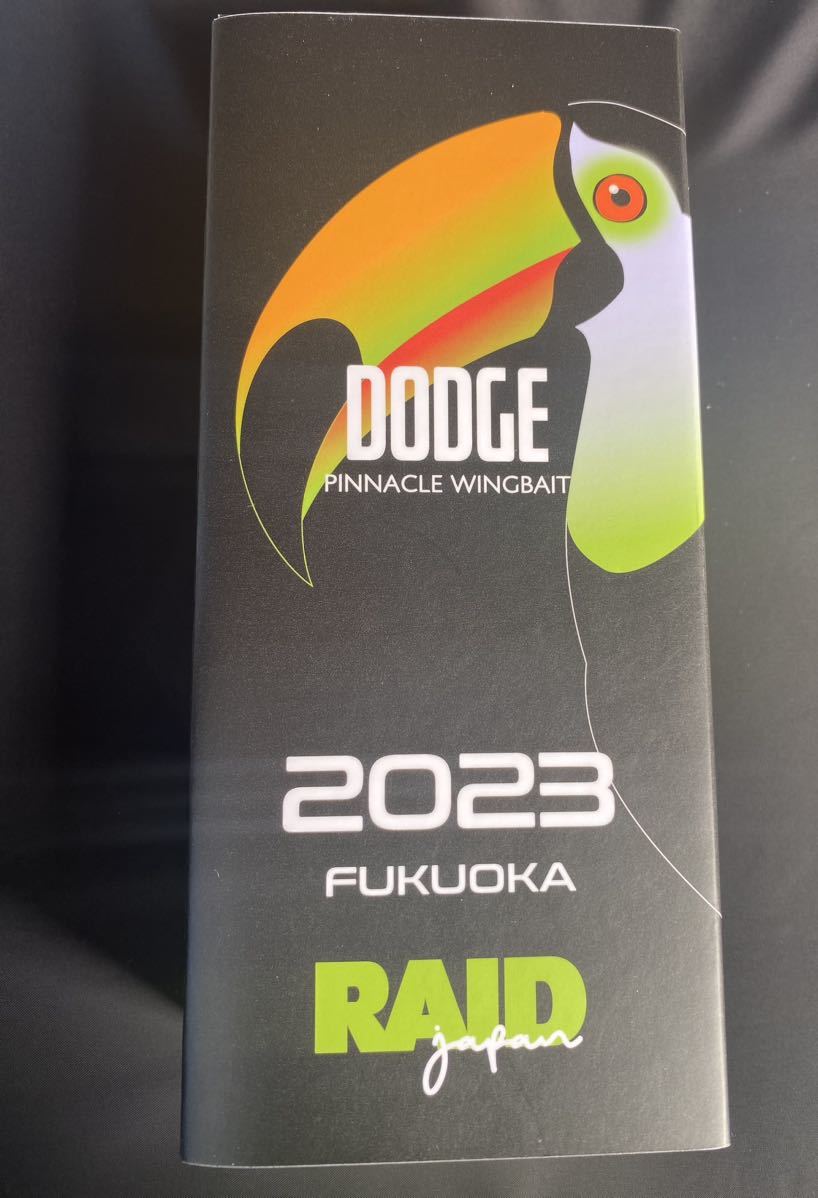 DODGE
PINNACLE WINGBAIT
2023
FUKUOKA
RAID
japan